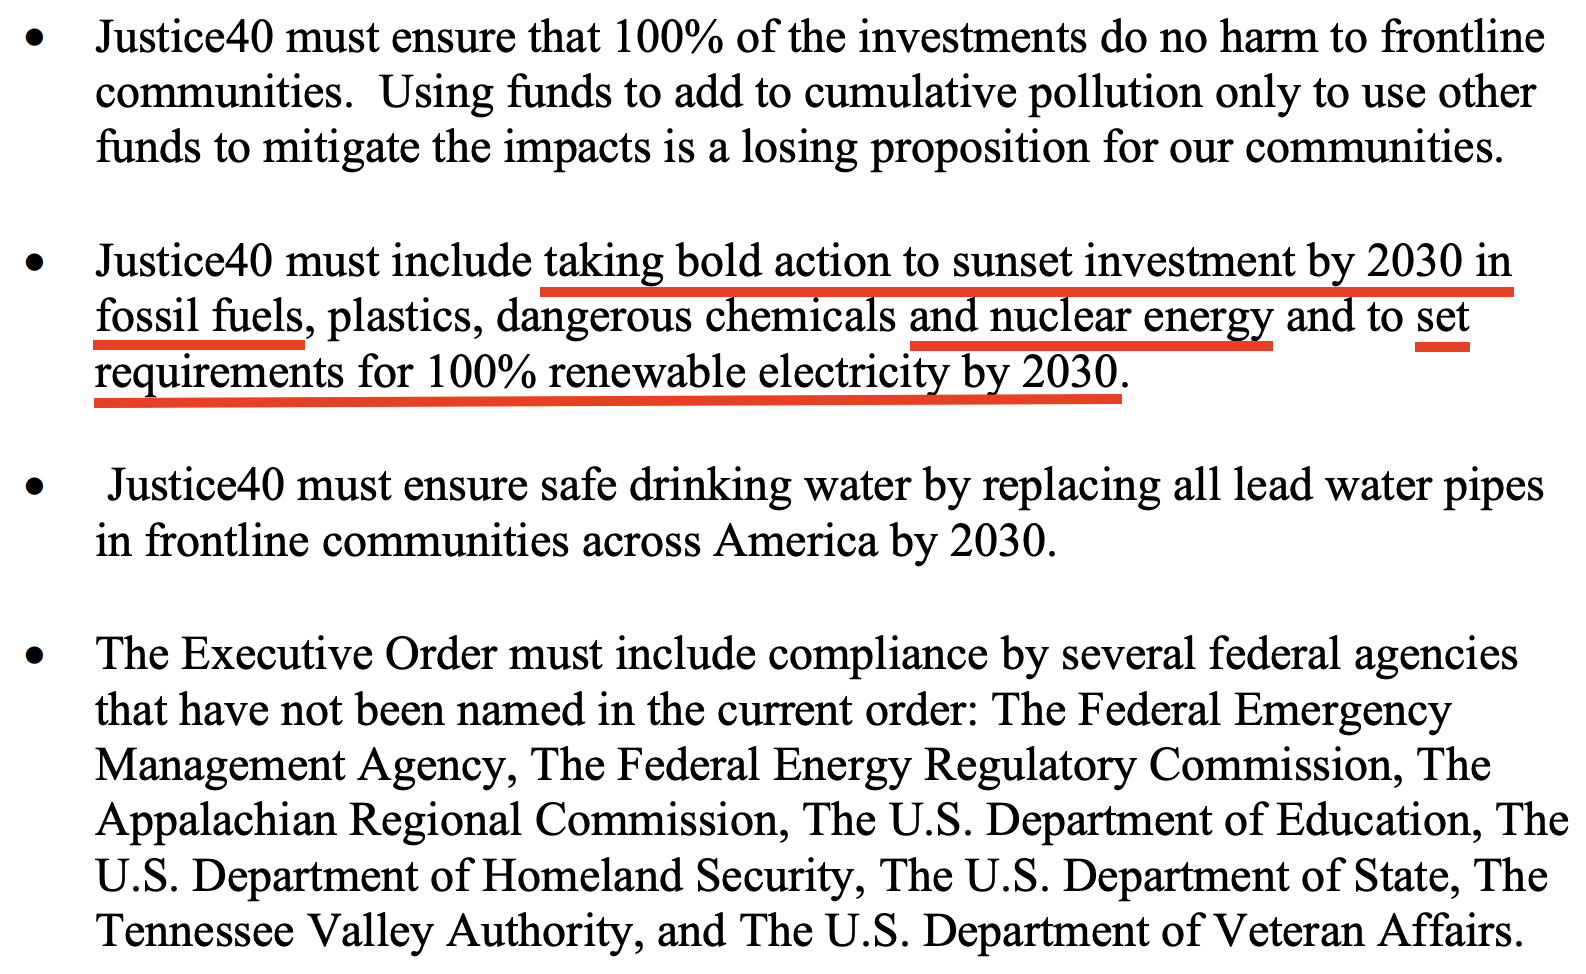 • Justice40 must ensure that 100% of the investments do no harm to frontline
communities.  Using funds to add to cumulative pollution only to use other
funds to mitigate the impacts is a losing proposition for our communities.
• Justice40 must include taking bold action to sunset investment by 2030 in
fossil fuels, plastics, dangerous chemicals and nuclear energy and to set
requirements for 100% renewable electricity by 2030.
• Justice40 must ensure safe drinking water by replacing all lead water pipes
in frontline communities across America by 2030.
• The Executive Order must include compliance by several federal agencies
that have not been named in the current order: The Federal Emergency
Management Agency, The Federal Energy Regulatory Commission, The
Appalachian Regional Commission, The U.S. Department of Education, The
U.S. Department of Homeland Security, The U.S. Department of State, The
Tennessee Valley Authority, and The U.S. Department of Veteran Affairs.